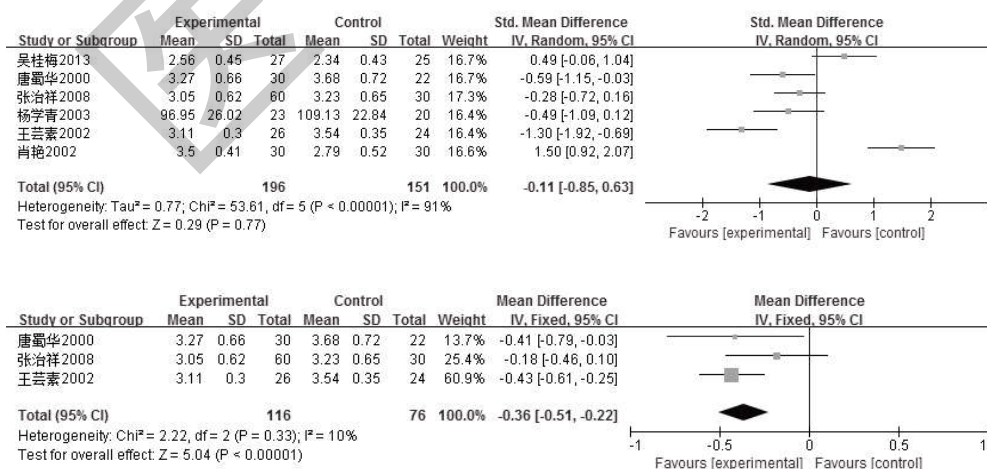 Experimental Control Std. Mean Difference Std. Mean Difference
Study or Subgroup Mean SD Total Mean SD Total Weight IV, Random, 95% CI IV, Random, 95% CI
吴桂梅2013 2.56 0.45 27 2.34 0.43 25 16.7% 0.49 [-0.06, 1.04]
唐蜀华2000 3.27 0.66 30 3.68 0.72 22 16.6% -0.59 [-1.15, -0.03]
张治祥2008 3.05 0.62 60 3.23 0.65 30 17.3% -0.28 [-0.72, 0.16]
杨学青2003 96.95 26.02 23 109.13 22.84 20 16.4% -0.49 [-1.09, 0.12]
王芸素2002 3.11 0.3 26 3.54 0.35 24 16.4% -1.30 [-1.92, -0.69]
肖艳2002 3.5 0.41 30 2.79 0.52 30 16.6% 1.50 [0.92, 2.07]
Total (95% CI) 196 151 100.0% -0.11 [-0.85, 0.63]
Heterogeneity: Tau² = 0.77; Chi² = 53.61, df = 5 (P < 0.00001); I² = 91%
Test for overall effect: Z = 0.29 (P = 0.77)
-2 -1 0 1 2
Favours [experimental] Favours [control]
Experimental Control Mean Difference Mean Difference
Study or Subgroup Mean SD Total Mean SD Total Weight IV, Fixed, 95% CI IV, Fixed, 95% CI
唐蜀华2000 3.27 0.66 30 3.68 0.72 22 13.7% -0.41 [-0.79, -0.03]
张治祥2008 3.05 0.62 60 3.23 0.65 30 25.4% -0.18 [-0.46, 0.10]
王芸素2002 3.11 0.3 26 3.54 0.35 24 60.9% -0.43 [-0.61, -0.25]
Total (95% CI) 116 76 100.0% -0.36 [-0.51, -0.22]
Heterogeneity: Chi² = 2.22, df = 2 (P = 0.33); I² = 10%
Test for overall effect: Z = 5.04 (P < 0.00001)
-1 -0.5 0 0.5 1
Favours [experimental] Favours [control]